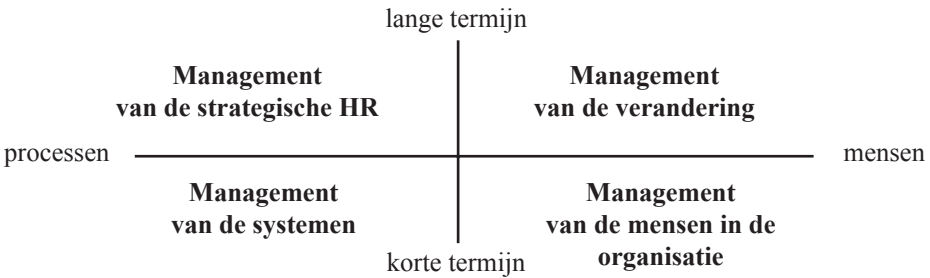 lange termijn
Management
van de strategische HR
Management
van de verandering
processen
mensen
Management
van de systemen
Management
van de mensen in de
organisatie
korte termijn